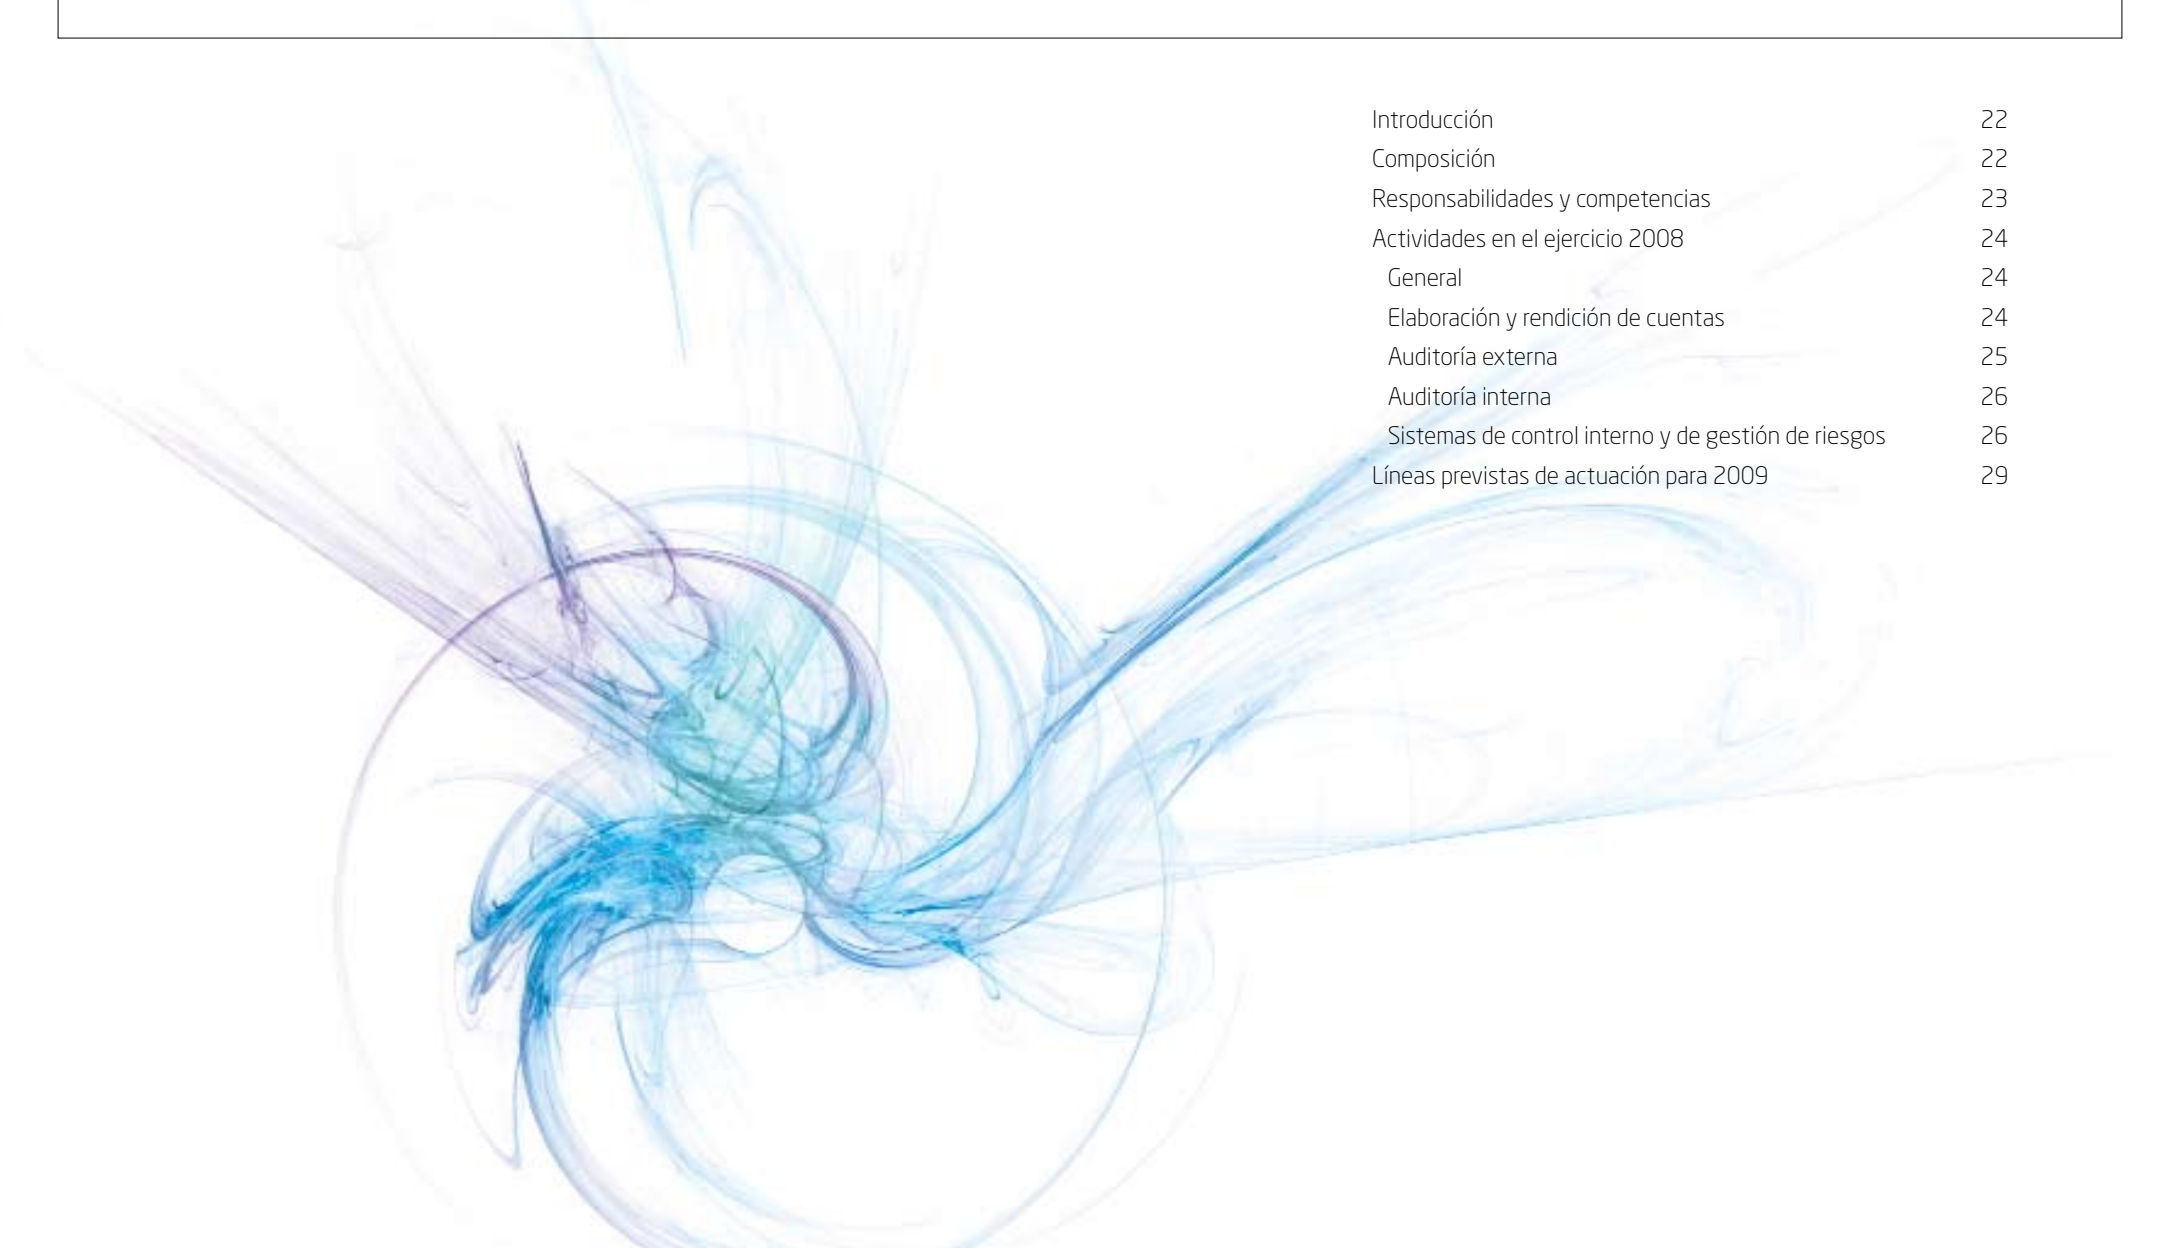 Introducción 22
Composición 22
Responsabilidades y competencias 23
Actividades en el ejercicio 2008 24
General 24
Elaboración y rendición de cuentas 24
Auditoría externa 25
Auditoría interna 26
Sistemas de control interno y de gestión de riesgos 26
Líneas previstas de actuación para 2009 29